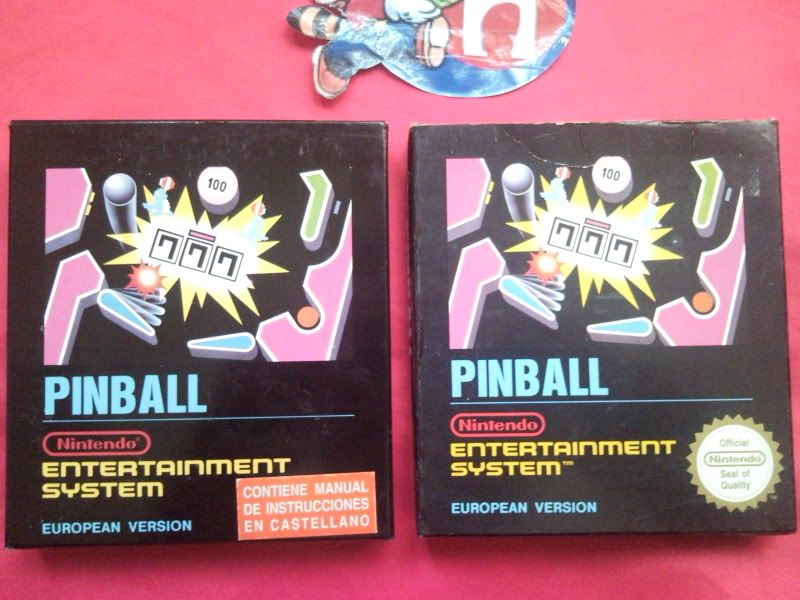 n
100
777
PINBALL
Nintendo®
ENTERTAINMENT
SYSTEM
EUROPEAN VERSION
CONTIENE MANUAL
DE INSTRUCCIONES
EN CASTELLANO
100
777
PINBALL
Nintendo
ENTERTAINMENT
SYSTEM™
EUROPEAN VERSION
Official
Nintendo
Seal of
Quality